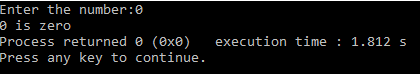 Enter the number:0
0 is zero
Process returned 0 (0x0)   execution time : 1.812 s
Press any key to continue.